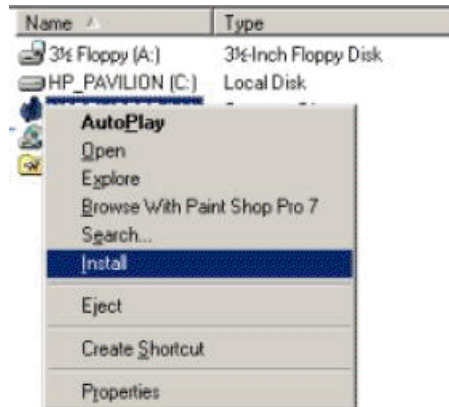 Name Type
3½ Floppy (A:) 3½-Inch Floppy Disk
HP_PAVILION (C:) Local Disk
AutoPlay
Open
Explore
Browse With Paint Shop Pro 7
Search...
Install
Eject
Create Shortcut
Properties